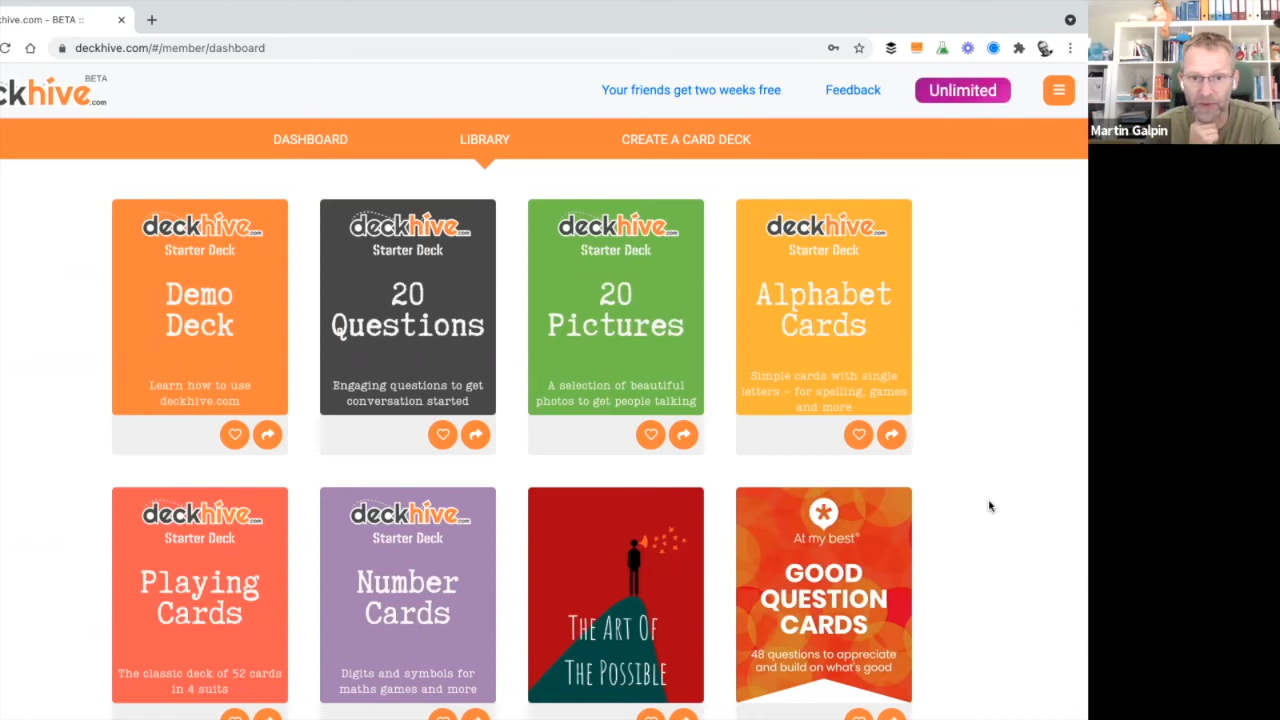 hive.com - BETA ::
deckhive.com/#/member/dashboard
BETA
ckhive.com
Your friends get two weeks free
Feedback
Unlimited
Martin Galpin
DASHBOARD
LIBRARY
CREATE A CARD DECK
deckhive.com
Starter Deck
Demo
Deck
Learn how to use
deckhive.com
deckhive.com
Starter Deck
20
Questions
Engaging questions to get
conversation started
deckhive.com
Starter Deck
20
Pictures
A selection of beautiful
photos to get people talking
deckhive.com
Starter Deck
Alphabet
Cards
Simple cards with single
letters – for spelling, games
and more
deckhive.com
Starter Deck
Playing
Cards
The classic deck of 52 cards
in 4 suits
deckhive.com
Starter Deck
Number
Cards
Digits and symbols for
maths games and more
THE ART OF
THE POSSIBLE
At my best®
GOOD
QUESTION
CARDS
48 questions to appreciate
and build on what's good